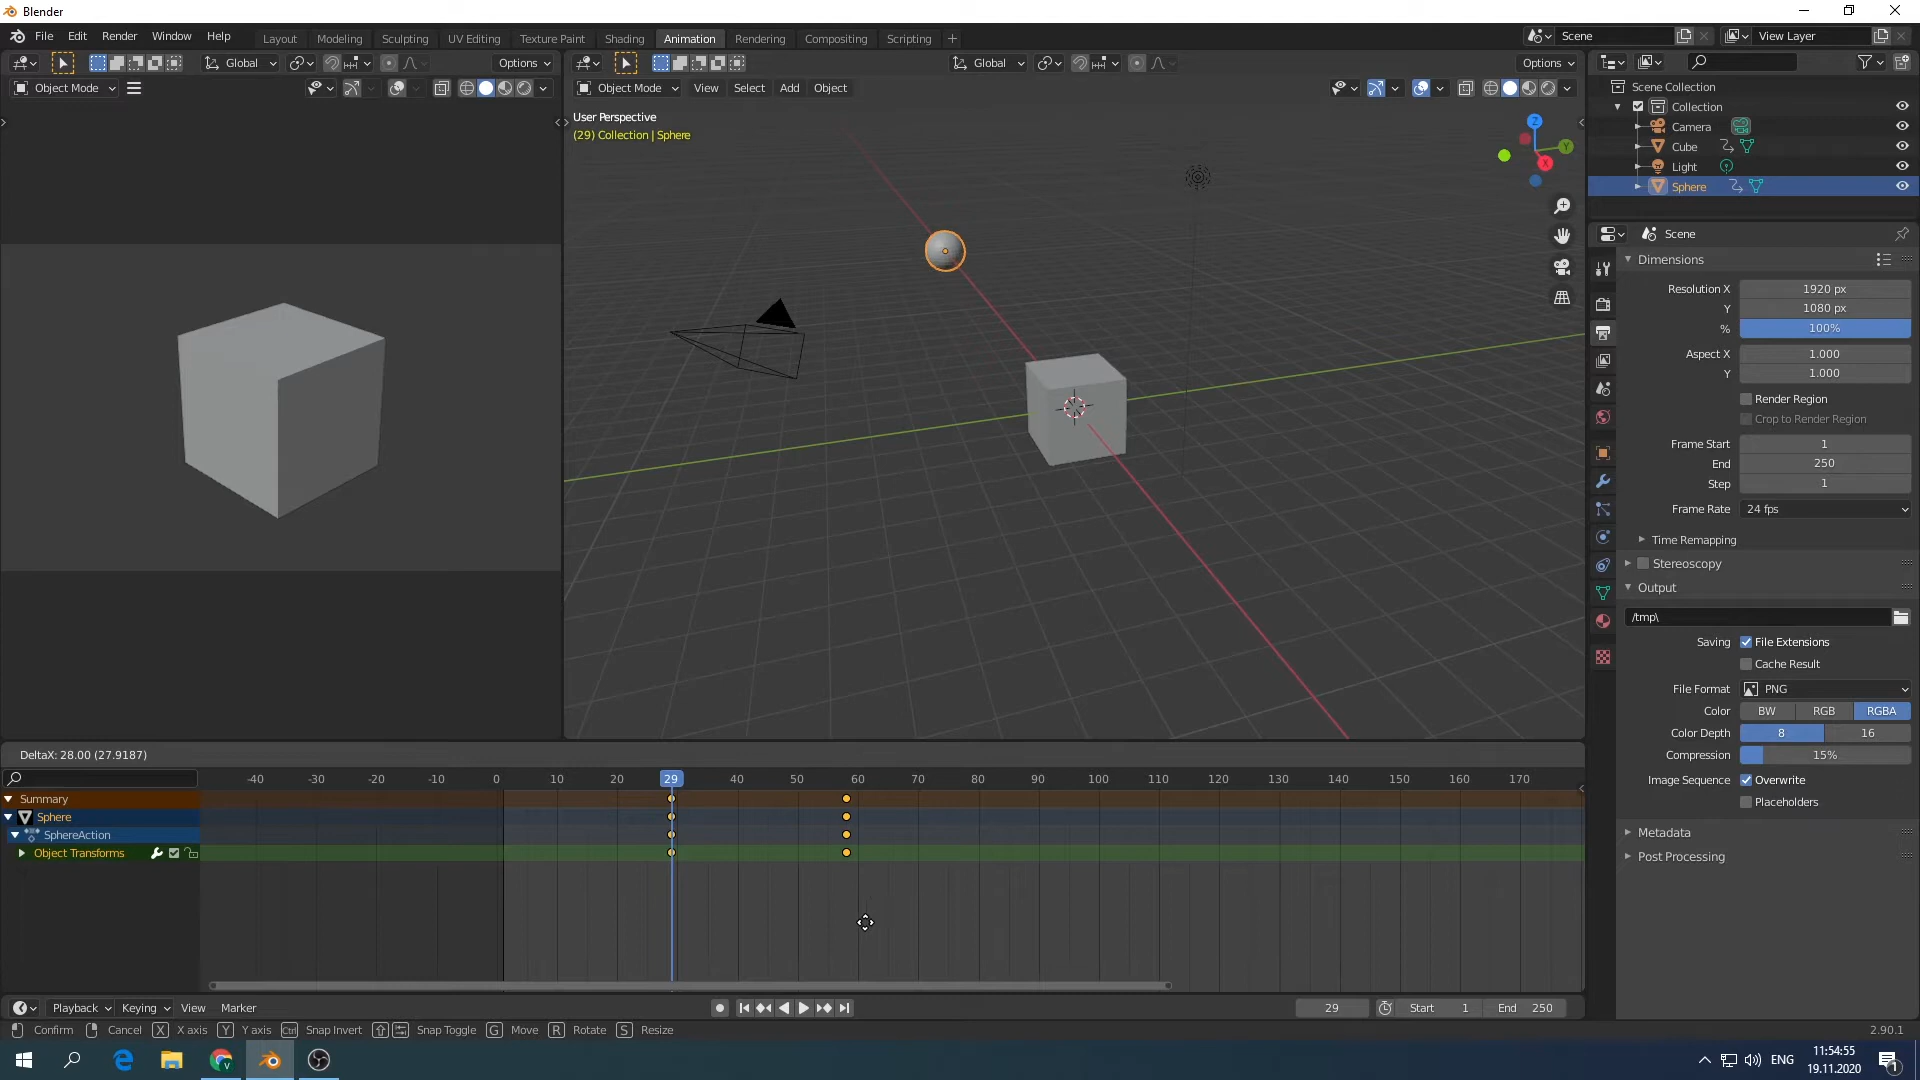 Blender
File Edit Render Window Help
Layout Modeling Sculpting UV Editing Texture Paint Shading Animation Rendering Compositing Scripting
Scene
View Layer
Global
Options
Global
Options
Object Mode
Object Mode View Select Add Object
User Perspective
(29) Collection | Sphere
Z
Y
X
Scene Collection
Collection
Camera
Cube
Light
Sphere
Scene
Dimensions
Resolution X 1920 px
Y 1080 px
% 100%
Aspect X 1.000
Y 1.000
Render Region
Crop to Render Region
Frame Start 1
End 250
Step 1
Frame Rate 24 fps
Time Remapping
Stereoscopy
Output
/tmp\
Saving File Extensions
Cache Result
File Format PNG
Color BW RGB RGBA
Color Depth 8 16
Compression 15%
Image Sequence Overwrite
Placeholders
Metadata
Post Processing
DeltaX: 28.00 (27.9187)
-40 -30 -20 -10 0 10 20 29 40 50 60 70 80 90 100 110 120 130 140 150 160 170
Summary
Sphere
SphereAction
Object Transforms
Playback Keying View Marker
29 Start 1 End 250
Confirm Cancel X X axis Y Y axis Ctrl Snap Invert Snap Toggle G Move R Rotate S Resize
2.90.1
ENG
11:54:55
19.11.2020
1